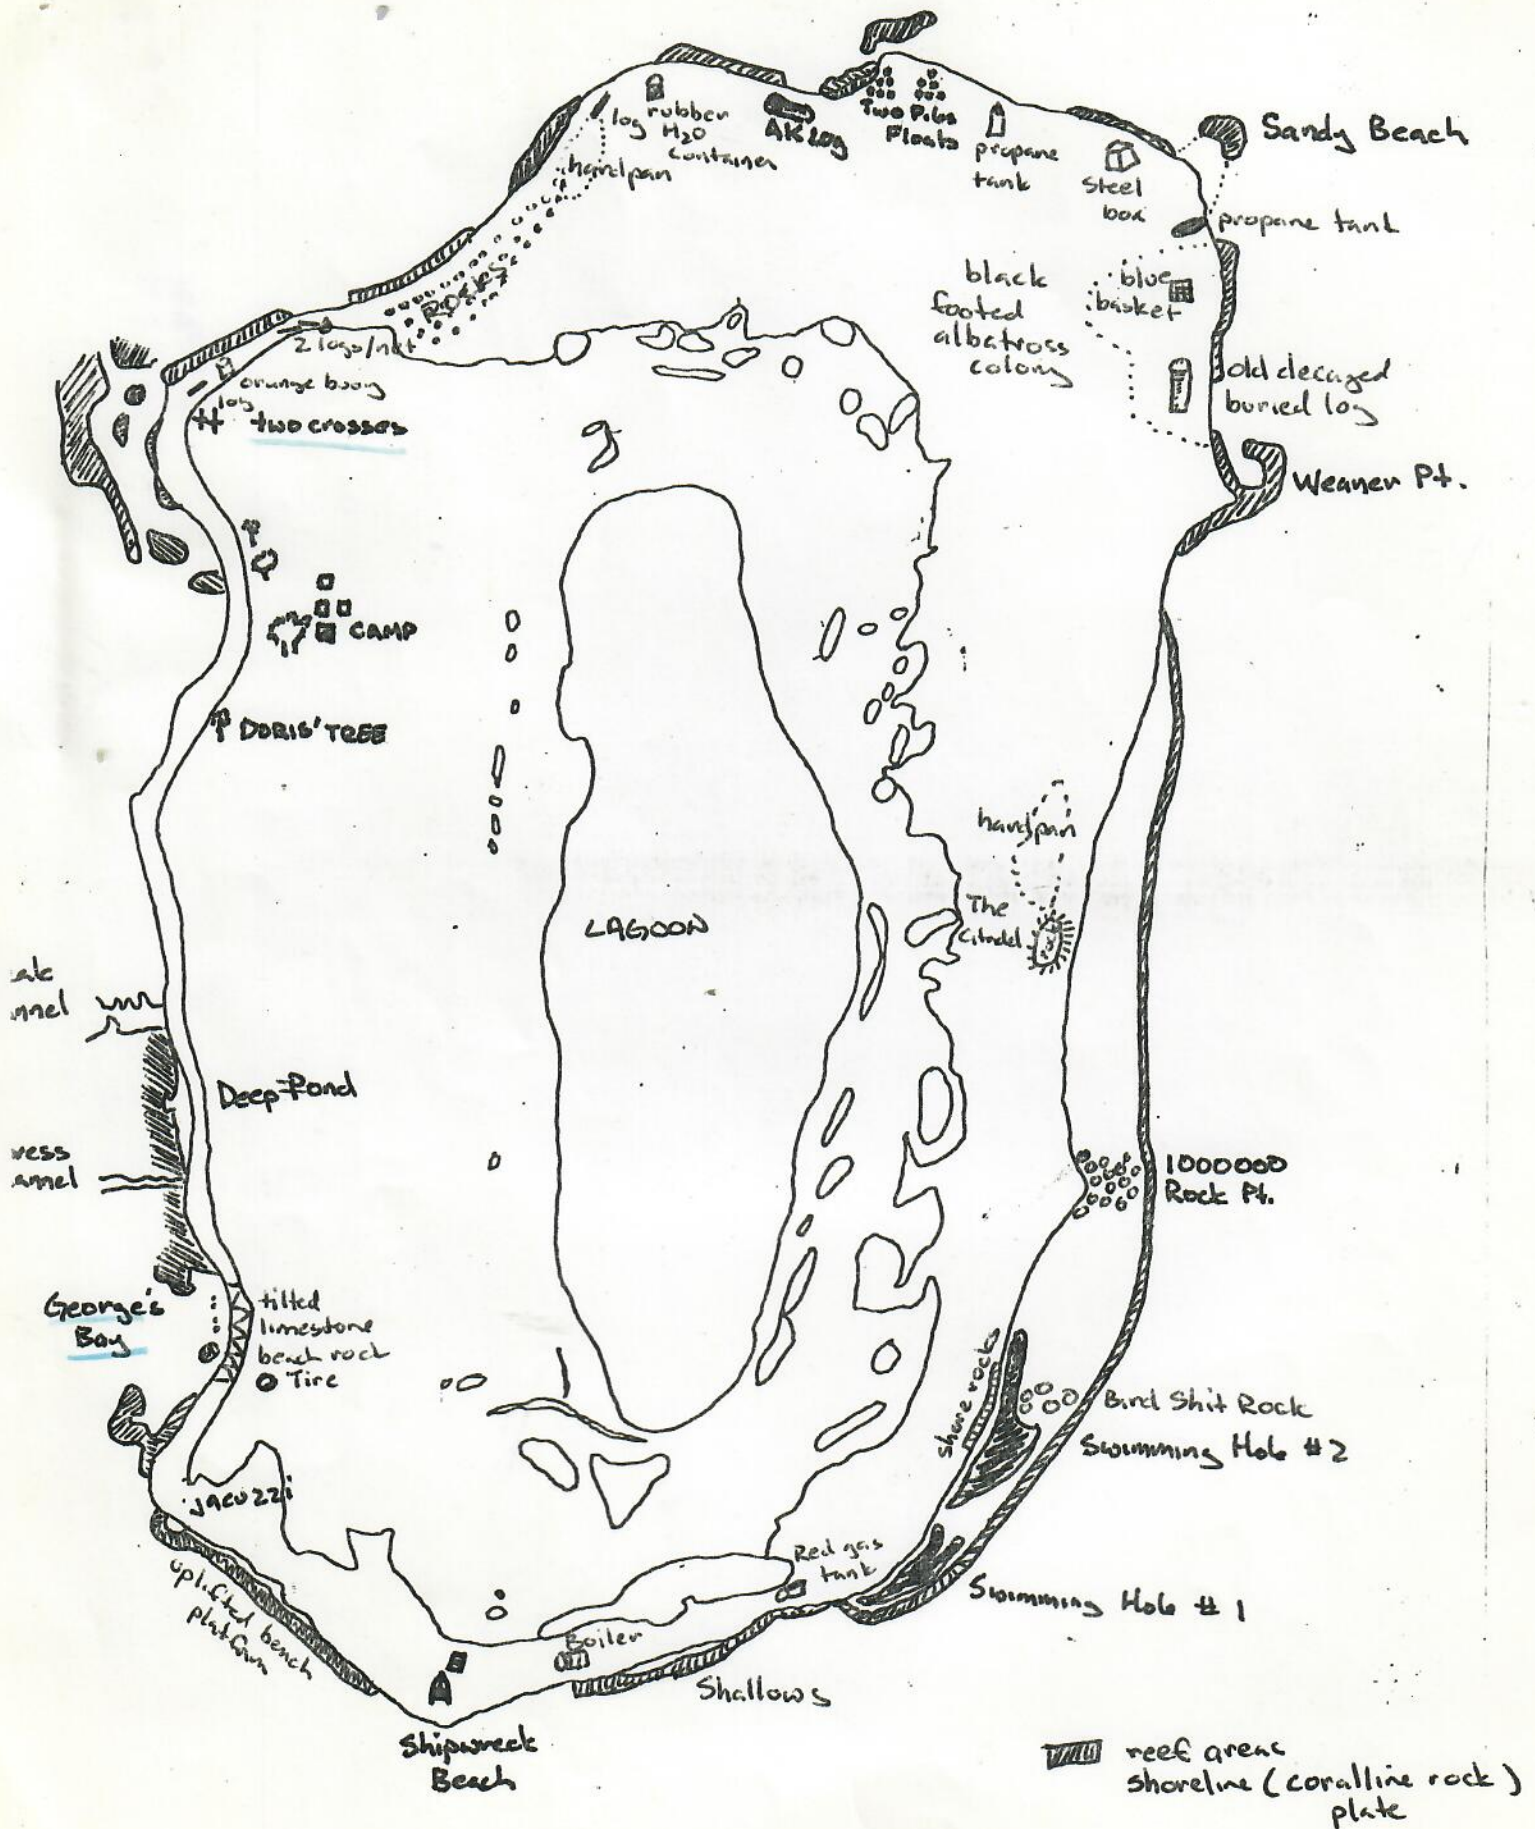 Sandy Beach
log
rubber
H2O
container
AK Log
Two Piles
Floats
propane
tank
Steel
box
hardpan
propane tank
Rocks
blue
basket
black
footed
albatross
colony
2 logs/net
orange buoy
log
two crosses
old decayed
buried log
Weaner Pt.
CAMP
DORIS' TREE
hardpan
The
Citadel
LAGOON
nnel
Deep-Pond
annel
1000000
Rock Pt.
George's
Bay
tilted
limestone
beach rock
Tire
shore rock
Bird Shit Rock
Swimming Hole #2
jacuzzi
Red gas
tank
Swimming Hole #1
uplifted beach
platform
Boiler
Shallows
Shipwreck
Beach
reef areas
shoreline (coralline rock)
plate